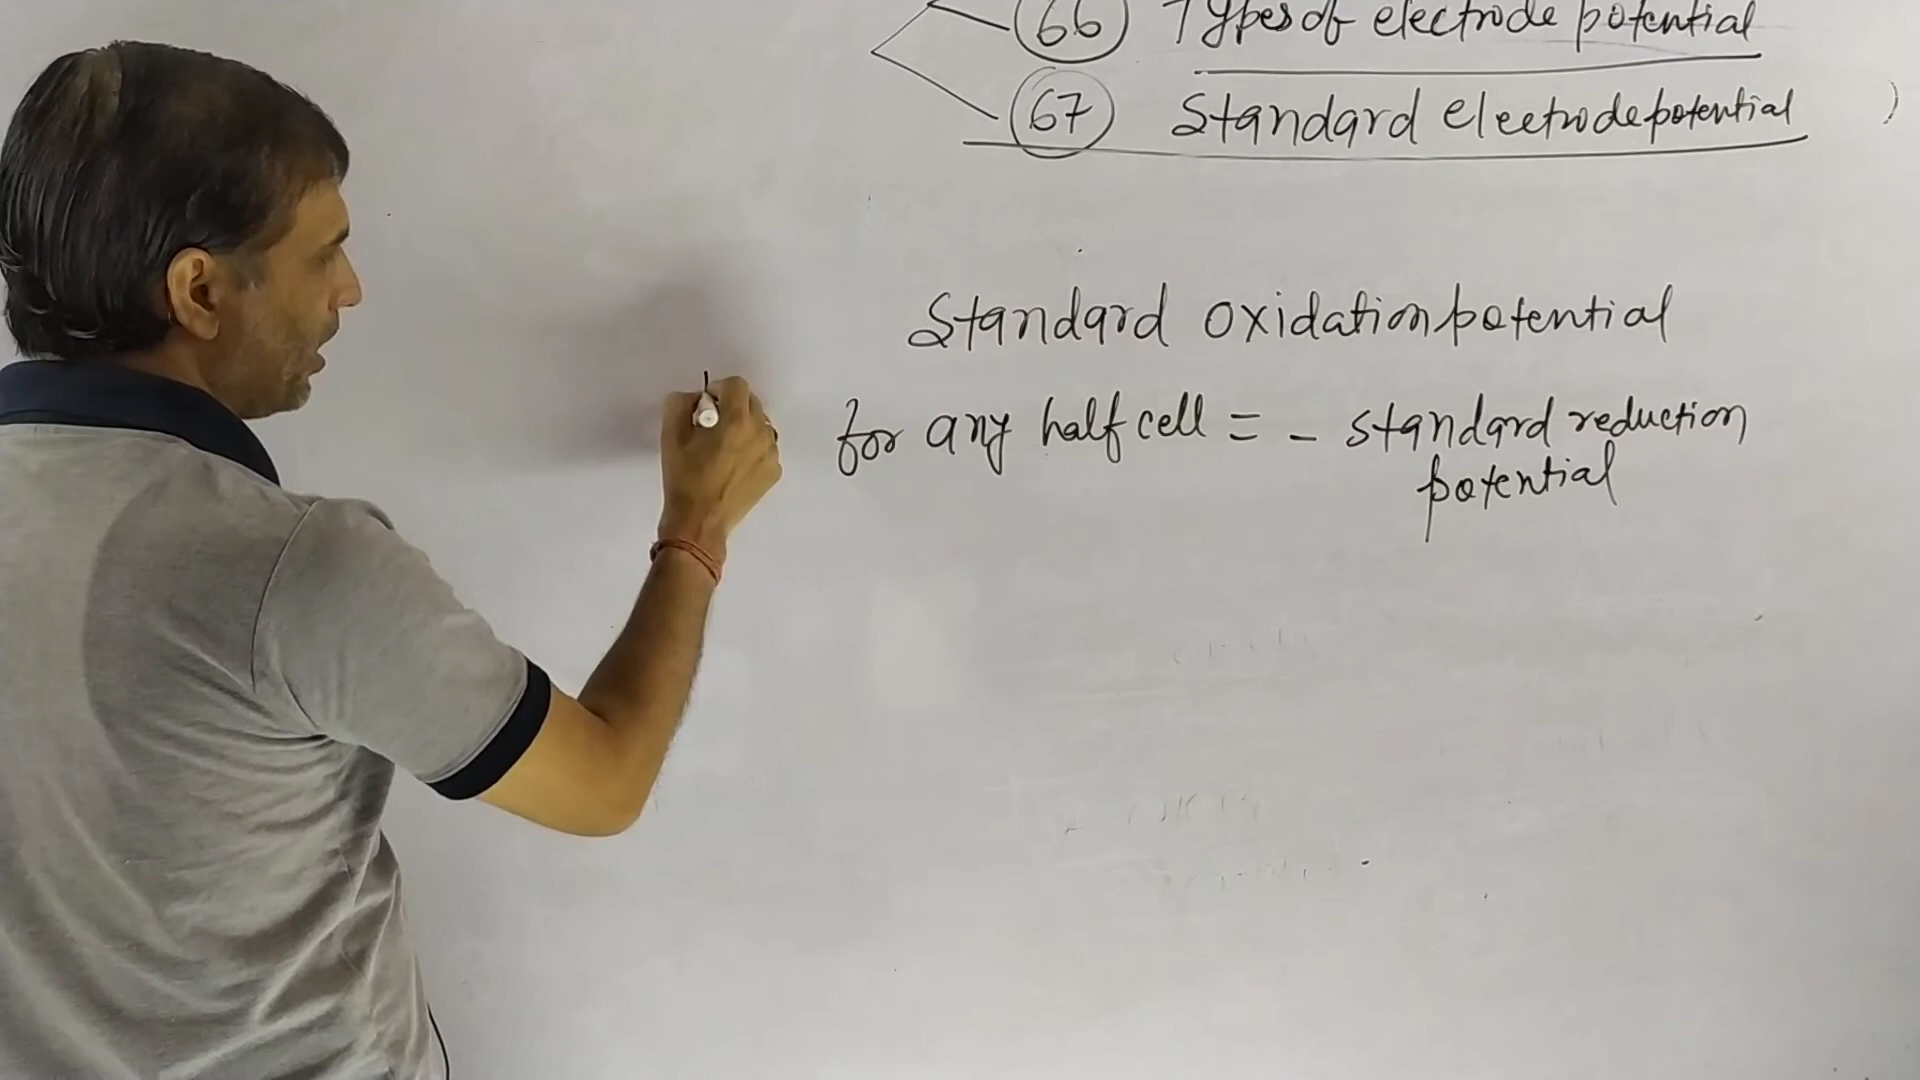 66 Types of electrode potential
67 Standard electrode potential )
Standard oxidation potential
for any half cell = - standard reduction
potential